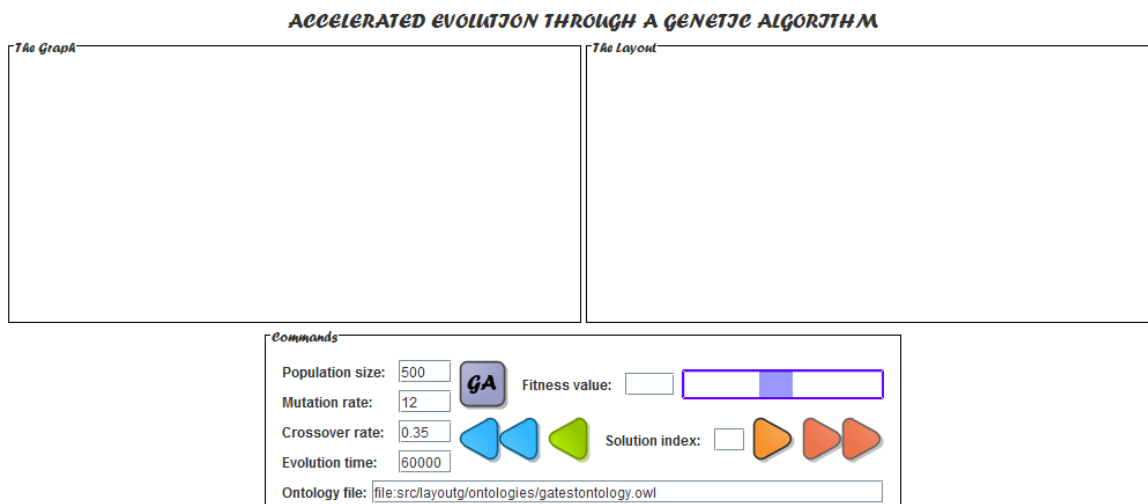 ACCELERATED EVOLUTION THROUGH A GENETIC ALGORITHM
The Graph
The Layout
Commands
Population size: 500
GA
Fitness value:
Mutation rate: 12
Crossover rate: 0.35
Solution index:
Evolution time: 60000
Ontology file: file:src/layoutg/ontologies/gatestontology.owl